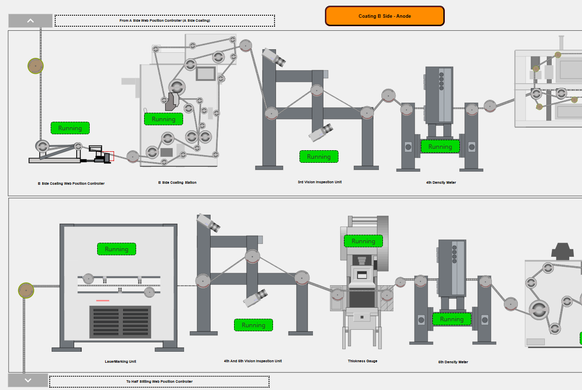 From A Side Web Position Controller (A Side Coating)
Coating B Side - Anode
Running
Running
Running
Running
B Side Coating Web Position Controller
B Side Coating Station
3rd Vision Inspection Unit
4th Density Meter
Running
Running
Running
Running
LaserMarking Unit
4th And 5th Vision Inspection Unit
Thickness Gauge
6th Density Meter
To Half Slitting Web Position Controller